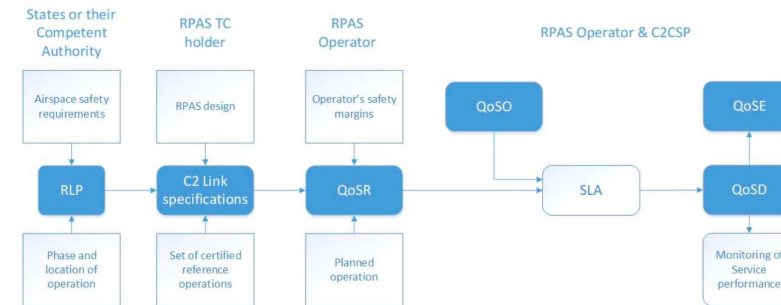 States or their
Competent
Authority
RPAS TC
holder
RPAS
Operator
RPAS Operator & C2CSP
Airspace safety
requirements
RPAS design
Operator's safety
margins
QoSO
QoSE
RLP
C2 Link
specifications
QoSR
SLA
QoSD
Phase and
location of
operation
Set of certified
reference
operations
Planned
operation
Monitoring of
Service
performance